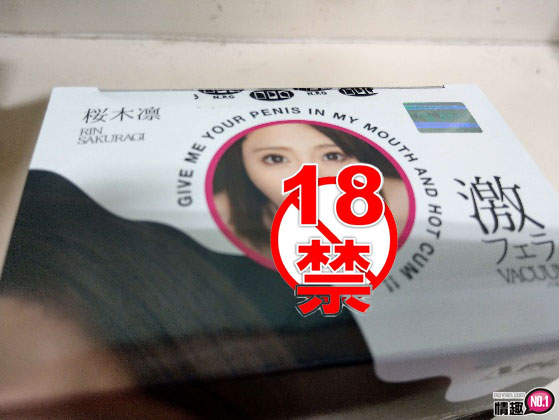 N.P.G
N.P.G
桜木凛
RIN
SAKURAGI
GIVE ME YOUR PENIS IN MY MOUTH AND HOT CUM !!
18
禁
激
フェラ
情趣
NO.1